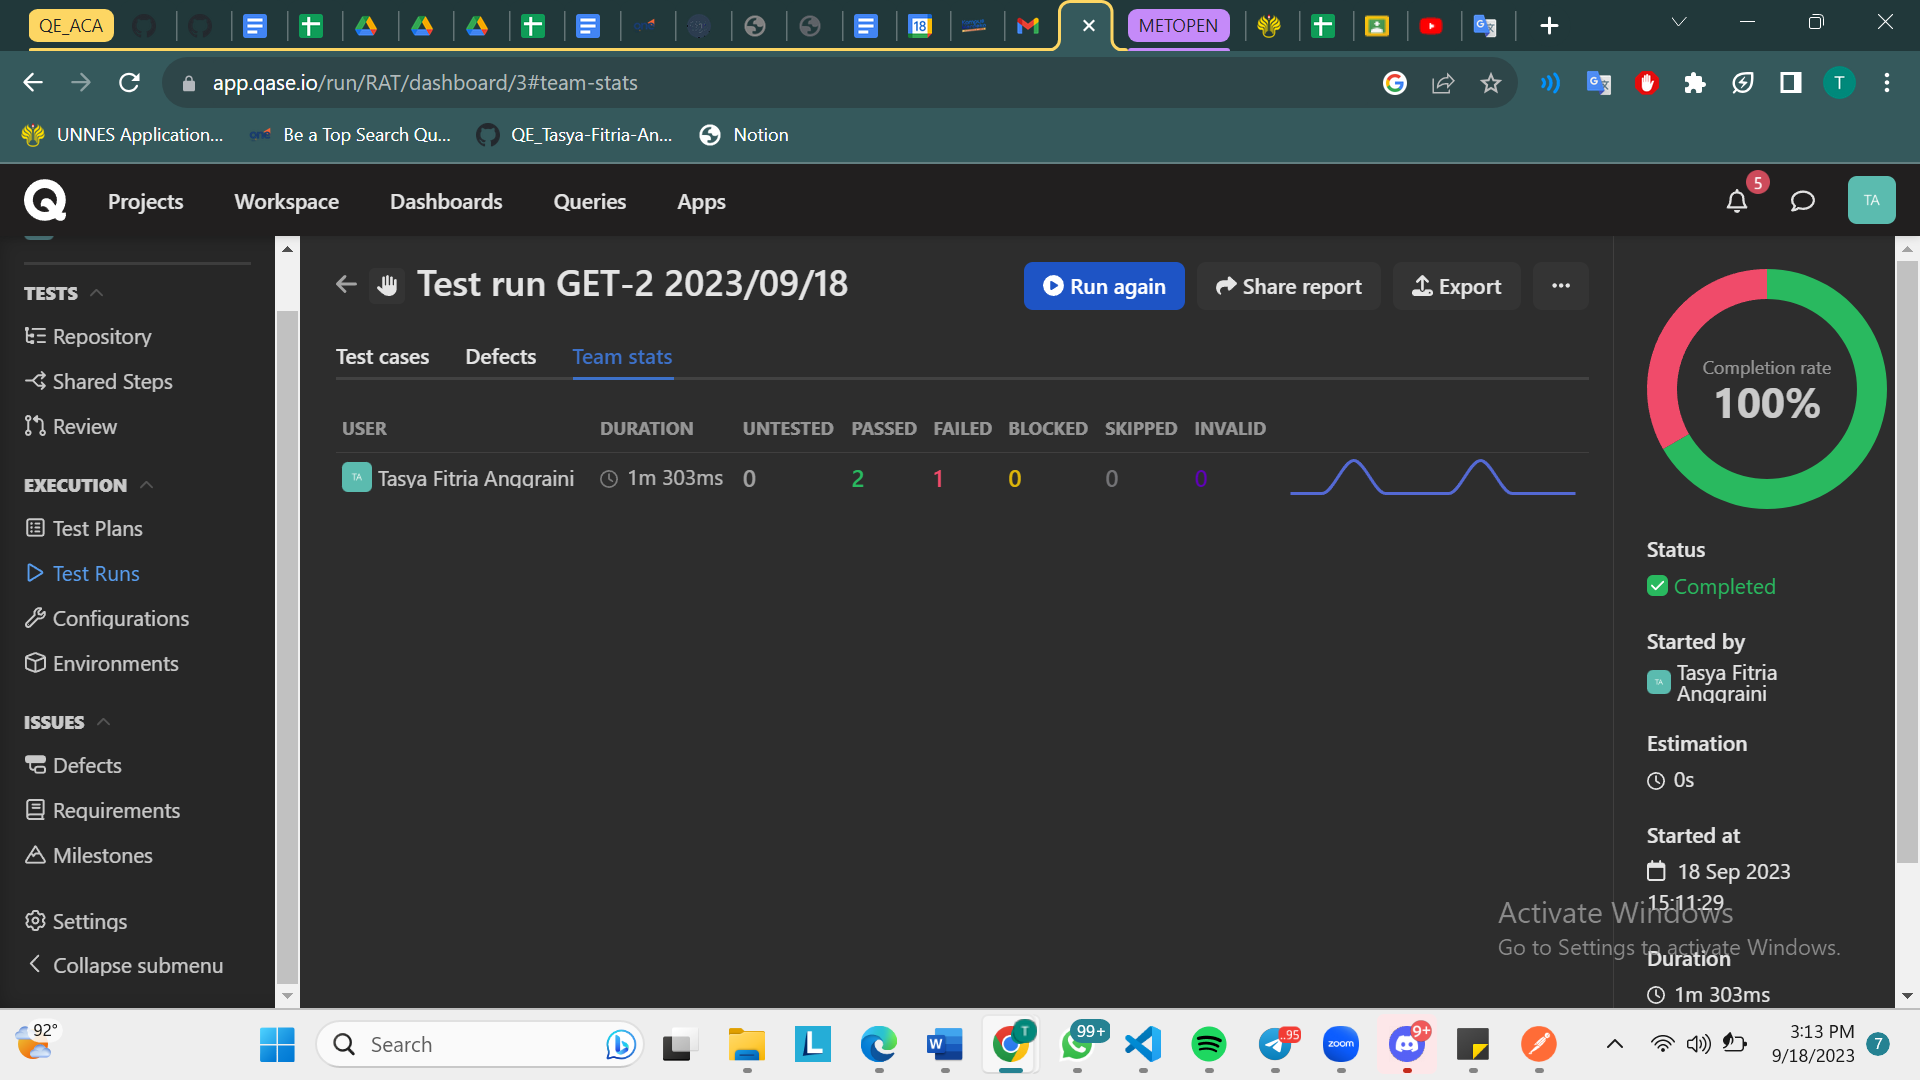 QE_ACA
METOPEN
app.qase.io/run/RAT/dashboard/3#team-stats
T
UNNES Application...
one
Be a Top Search Qu...
QE_Tasya-Fitria-An...
Notion
Projects
Workspace
Dashboards
Queries
Apps
5
TA
TESTS
Repository
Shared Steps
Review
EXECUTION
Test Plans
Test Runs
Configurations
Environments
ISSUES
Defects
Requirements
Milestones
Settings
Collapse submenu
Test run GET-2 2023/09/18
Run again
Share report
Export
Test cases
Defects
Team stats
USER DURATION UNTESTED PASSED FAILED BLOCKED SKIPPED INVALID
TA Tasya Fitria Anggraini 1m 303ms 0 2 1 0 0 0
Completion rate
100%
Status
Completed
Started by
TA
Tasya Fitria
Anggraini
Estimation
0s
Started at
18 Sep 2023
15:11:29
Duration
1m 303ms
Activate Windows
Go to Settings to activate Windows.
92°
Search
L
W
T
99+
..95
zoom
9+
3:13 PM
9/18/2023
7